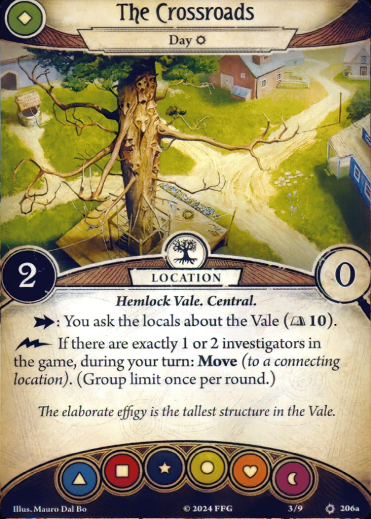 The Crossroads
Day
2
LOCATION
0
Hemlock Vale. Central.
: You ask the locals about the Vale ( 10).
If there are exactly 1 or 2 investigators in
the game, during your turn: Move (to a connecting
location). (Group limit once per round.)
The elaborate effigy is the tallest structure in the Vale.
Illus. Mauro Dal Bo © 2024 FFG 3/9 206a